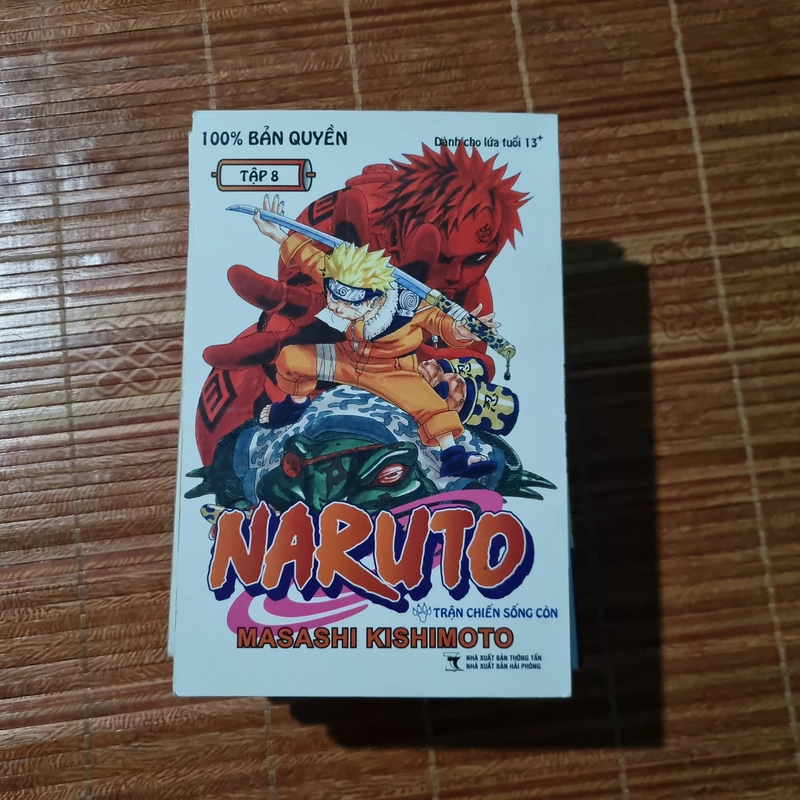 100% BẢN QUYỀN
Dành cho lứa tuổi 13+
TẬP 8
NARUTO
TRẬN CHIẾN SỐNG CÒN
MASASHI KISHIMOTO
NHÀ XUẤT BẢN THÔNG TẤN
NHÀ XUẤT BẢN HẢI PHÒNG